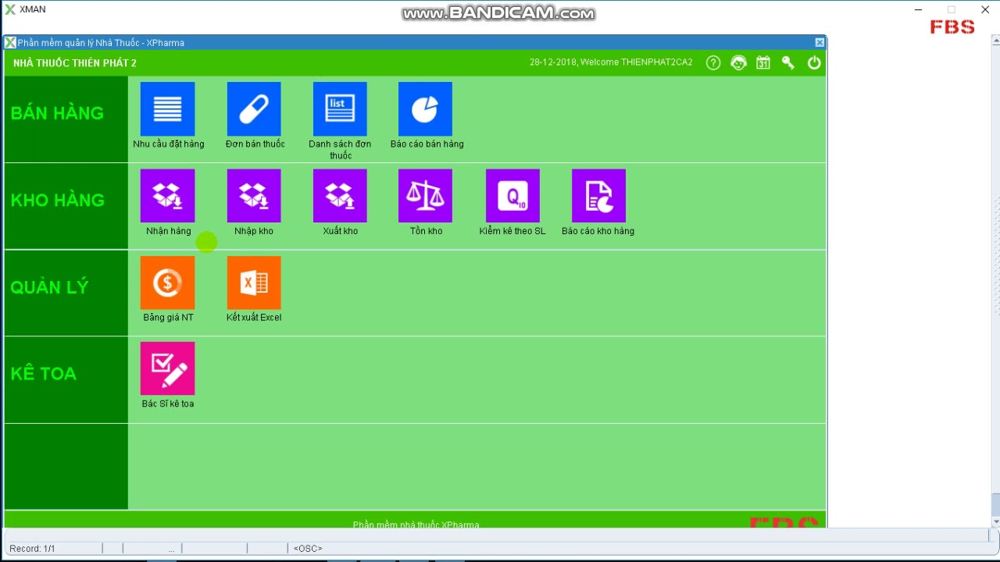 XMAN
www.BANDICAM.com
FBS
Phần mềm quản lý Nhà Thuốc - XPharma
NHÀ THUỐC THIÊN PHÁT 2
28-12-2018, Welcome THIENPHAT2CA2
?
31
BÁN HÀNG
list
Nhu cầu đặt hàng
Đơn bán thuốc
Danh sách đơn
thuốc
Báo cáo bán hàng
KHO HÀNG
Q10
Nhận hàng
Nhập kho
Xuất kho
Tồn kho
Kiểm kê theo SL
Báo cáo kho hàng
QUẢN LÝ
$
X
Bảng giá NT
Kết xuất Excel
KÊ TOA
Bác Sĩ kê toa
Phần mềm nhà thuốc XPharma
FBS
Record: 1/1
...
<OSC>